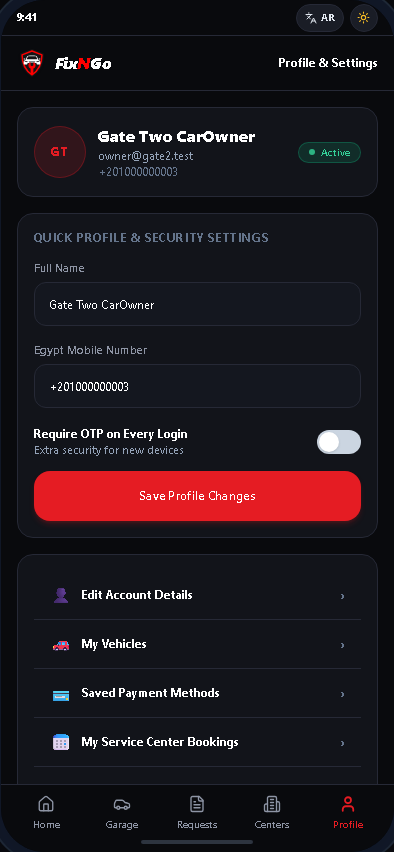 9:41
AR
FixNGo
Profile & Settings
GT
Gate Two CarOwner
owner@gate2.test
+201000000003
Active
QUICK PROFILE & SECURITY SETTINGS
Full Name
Gate Two CarOwner
Egypt Mobile Number
+201000000003
Require OTP on Every Login
Extra security for new devices
Save Profile Changes
Edit Account Details
My Vehicles
Saved Payment Methods
My Service Center Bookings
Home
Garage
Requests
Centers
Profile